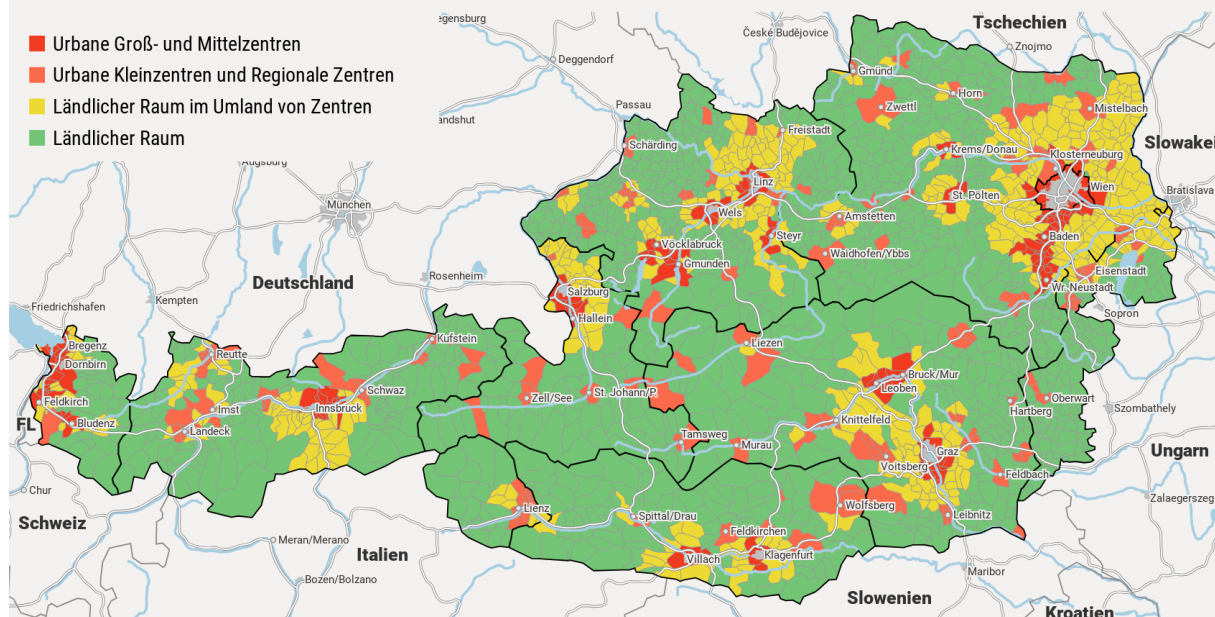 Urbane Groß- und Mittelzentren
Urbane Kleinzentren und Regionale Zentren
Ländlicher Raum im Umland von Zentren
Ländlicher Raum
Tschechien
České Budějovice
Znojmo
Deggendorf
Gmünd
Horn
Zwettl
Mistelbach
Passau
Freistadt
Schärding
Krems/Donau
Klosterneuburg
Slowakei
Augsburg
Linz
Wien
Bratislava
St. Pölten
München
Wels
Amstetten
Steyr
Baden
Vöcklabruck
Waidhofen/Ybbs
Gmunden
Eisenstadt
Rosenheim
Deutschland
Salzburg
Wr. Neustadt
Kempten
Friedrichshafen
Hallein
Sopron
Bregenz
Kufstein
Liezen
Reutte
Dornbirn
Bruck/Mur
Schwaz
Leoben
Zell/See
St. Johann/P.
Oberwart
Feldkirch
Imst
Innsbruck
Hartberg
Szombathely
FL
Bludenz
Landeck
Knittelfeld
Tamsweg
Murau
Graz
Ungarn
Voitsberg
Feldbach
Chur
Zalaegerszeg
Schweiz
Lienz
Wolfsberg
Spittal/Drau
Leibnitz
Feldkirchen
Meran/Merano
Italien
Villach
Klagenfurt
Maribor
Bozen/Bolzano
Slowenien
Kroatien